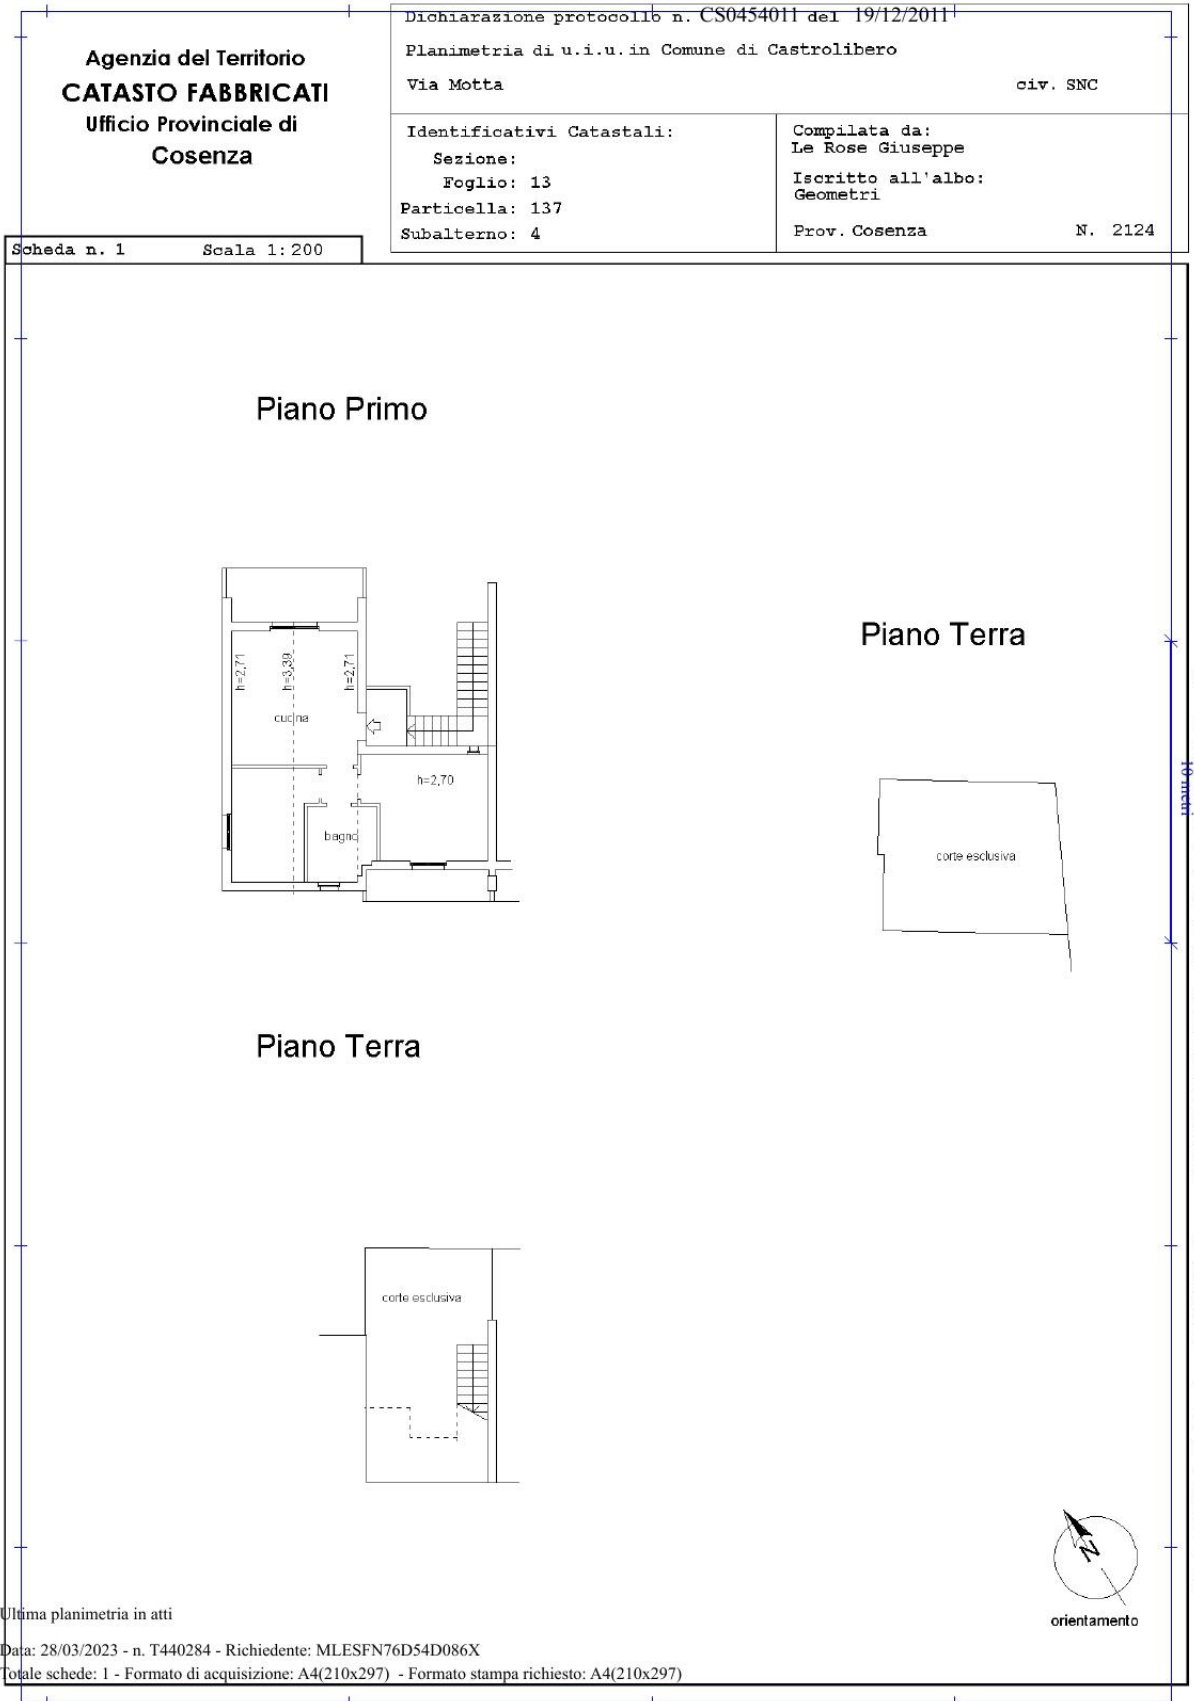 Agenzia del Territorio
CATASTO FABBRICATI
Ufficio Provinciale di
Cosenza
Dichiarazione protocollo n. CS0454011 del 19/12/2011
Planimetria di u.i.u. in Comune di Castrolibero
Via Motta civ. SNC
Identificativi Catastali:
Sezione:
Foglio: 13
Particella: 137
Subalterno: 4
Compilata da:
Le Rose Giuseppe
Iscritto all'albo:
Geometri
Prov. Cosenza N. 2124
Scheda n. 1 Scala 1:200
Piano Primo
h=2,71
h=3,39
h=2,71
cucina
h=2,70
bagno
Piano Terra
corte esclusiva
10 metri
Piano Terra
corte esclusiva
N
orientamento
Ultima planimetria in atti
Data: 28/03/2023 - n. T440284 - Richiedente: MLESFN76D54D086X
Totale schede: 1 - Formato di acquisizione: A4(210x297) - Formato stampa richiesto: A4(210x297)